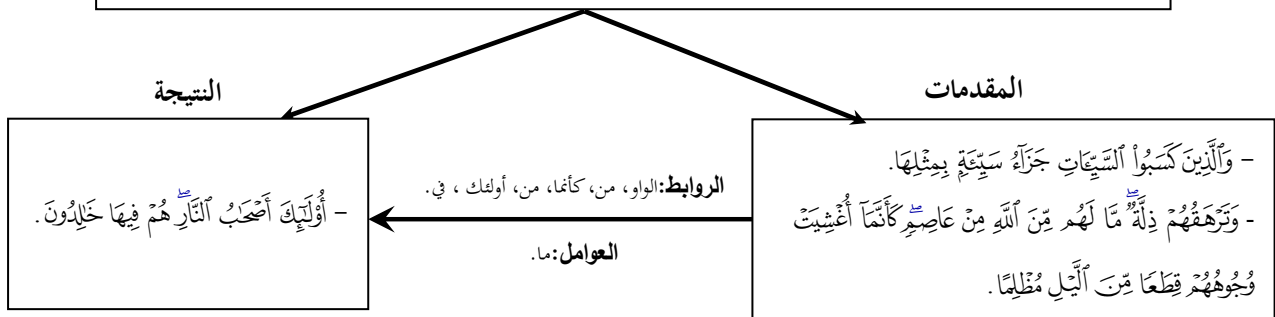 المقدمات
النتيجة
– وَٱلَّذِينَ كَسَبُوا۟ ٱلسَّيِّـَٔاتِ جَزَآءُ سَيِّئَةٍۭ بِمِثْلِهَا.
- وَتَرْهَقُهُمْ ذِلَّةٌۖ مَّا لَهُم مِّنَ ٱللَّهِ مِنْ عَاصِمٍۖ كَأَنَّمَآ أُغْشِيَتْ
وُجُوهُهُمْ قِطَعًا مِّنَ ٱلَّيْلِ مُظْلِمًا.
الروابط:الواو، من، كأنما، من، أولئك ، في.
العوامل:ما.
– أُو۟لَـٰٓئِكَ أَصْحَـٰبُ ٱلنَّارِۖ هُمْ فِيهَا خَـٰلِدُونَ.